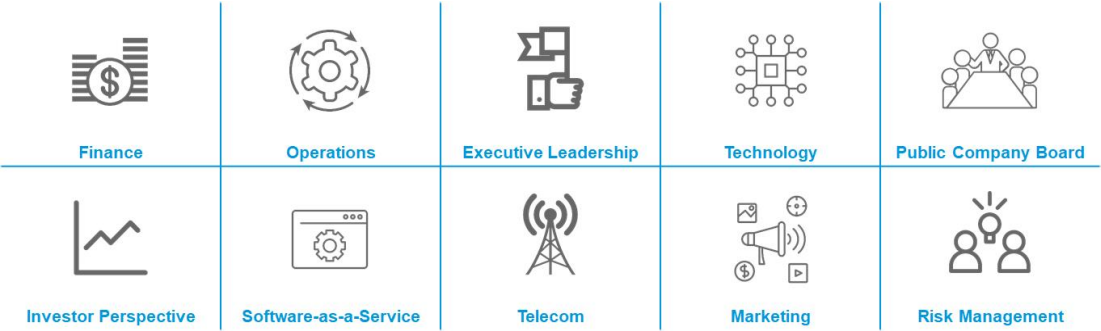 Finance
Operations
Executive Leadership
Technology
Public Company Board
Investor Perspective
Software-as-a-Service
Telecom
Marketing
Risk Management